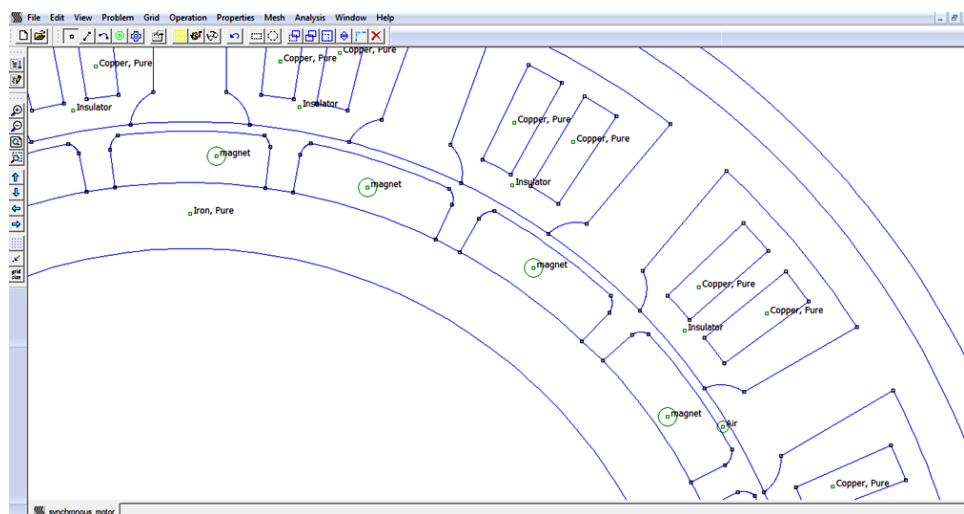 File Edit View Problem Grid Operation Properties Mesh Analysis Window Help
Copper, Pure
Copper, Pure
Copper, Pure
Insulator
Insulator
Copper, Pure
Copper, Pure
magnet
magnet
Insulator
Iron, Pure
magnet
Copper, Pure
Copper, Pure
Insulator
magnet
Air
Copper, Pure
synchronous_motor